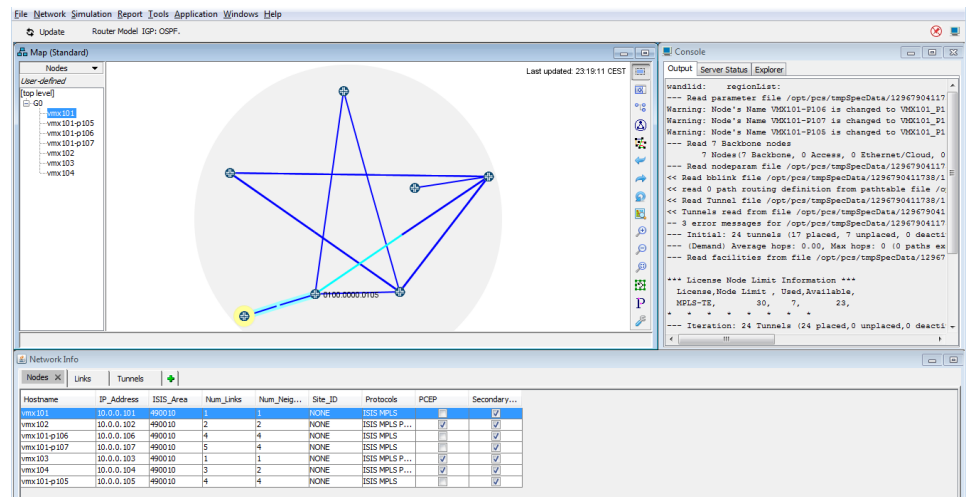 File Network Simulation Report Tools Application Windows Help
Update Router Model IGP: OSPF.
Map (Standard)
Nodes
User-defined
[top level]
G0
vmx101
vmx101-p105
vmx101-p106
vmx101-p107
vmx102
vmx103
vmx104
Last updated: 23:19:11 CEST
0100.0000.0105
P
Console
Output Server Status Explorer
wandlid: regionList:
--- Read parameter file /opt/pcs/tmpSpecData/1296790411738
Warning: Node's Name VMX101-P106 is changed to VMX101_P1
Warning: Node's Name VMX101-P107 is changed to VMX101_P1
Warning: Node's Name VMX101-P105 is changed to VMX101_P1
--- Read 7 Backbone nodes
7 Nodes(7 Backbone, 0 Access, 0 Ethernet/Cloud, 0
--- Read nodeparam file /opt/pcs/tmpSpecData/12967904117
<< Read bblink file /opt/pcs/tmpSpecData/1296790411738/1
<< read 0 path routing definition from pathtable file /o
<< Read Tunnel file /opt/pcs/tmpSpecData/1296790411738/1
<< Tunnels read from file /opt/pcs/tmpSpecData/129679041
-- 3 error messages for /opt/pcs/tmpSpecData/12967904117
--- Initial: 24 tunnels (17 placed, 7 unplaced, 0 deacti
--- (Demand) Average hops: 0.00, Max hops: 0 (0 paths ex
--- Read facilities from file /opt/pcs/tmpSpecData/12967
*** License Node Limit Information ***
License,Node Limit , Used,Available,
MPLS-TE, 30, 7, 23,
* * * * * * * *
--- Iteration: 24 Tunnels (24 placed,0 unplaced,0 deacti
Network Info
Nodes X Links Tunnels
Hostname IP_Address ISIS_Area Num_Links Num_Neig... Site_ID Protocols PCEP Secondary...
vmx101 10.0.0.101 490010 1 1 NONE ISIS MPLS
vmx102 10.0.0.102 490010 2 2 NONE ISIS MPLS P...
vmx101-p106 10.0.0.106 490010 4 4 NONE ISIS MPLS
vmx101-p107 10.0.0.107 490010 5 4 NONE ISIS MPLS
vmx103 10.0.0.103 490010 1 1 NONE ISIS MPLS P...
vmx104 10.0.0.104 490010 3 2 NONE ISIS MPLS P...
vmx101-p105 10.0.0.105 490010 4 4 NONE ISIS MPLS